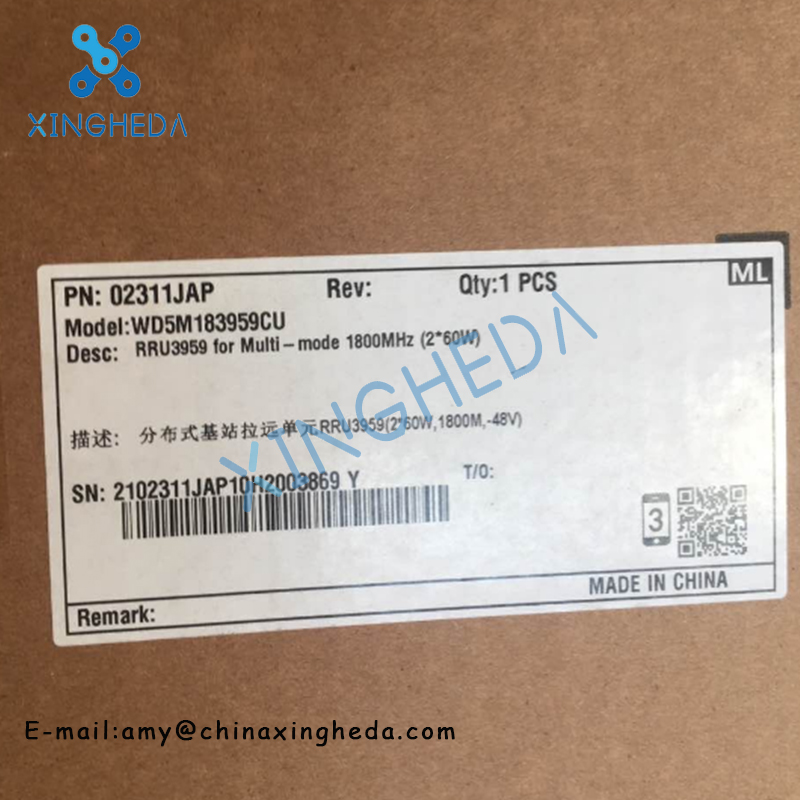 XINGHEDA
PN: 02311JAP Rev: Qty:1 PCS ML
Model:WD5M183959CU
Desc: RRU3959 for Multi-mode 1800MHz (2*60W)
XINGHEDA
描述: 分布式基站拉远单元RRU3959(2*60W,1800M,-48V)
SN: 2102311JAP10H2003869 Y T/O:
3
MADE IN CHINA
Remark:
E-mail:amy@chinaxingheda.com